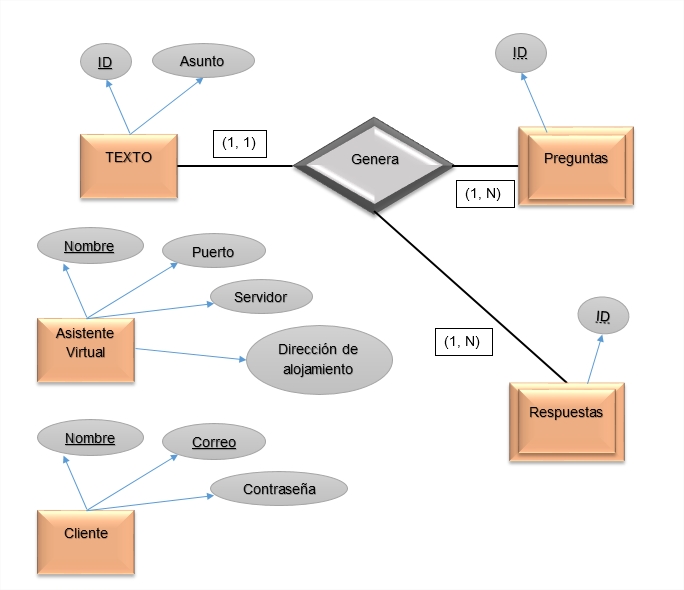 ID
Asunto
ID
TEXTO
(1, 1)
Genera
Preguntas
(1, N)
Nombre
Puerto
Servidor
Asistente
Virtual
Dirección de
alojamiento
ID
(1, N)
Respuestas
Nombre
Correo
Contraseña
Cliente